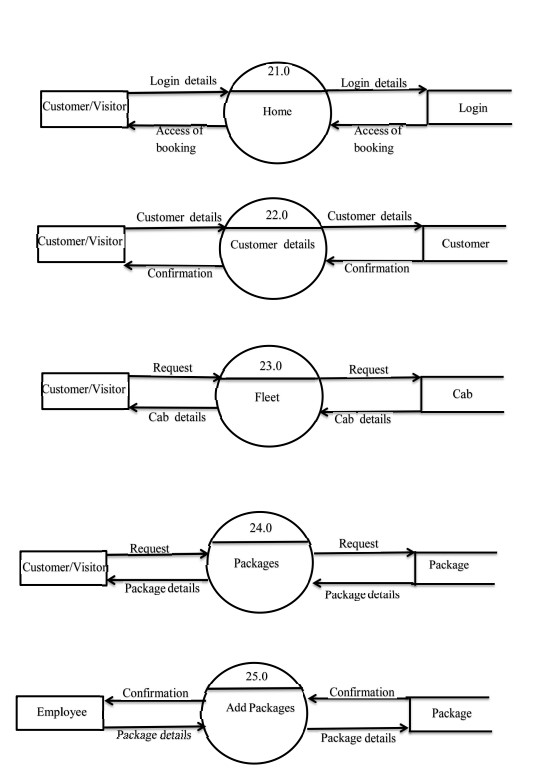 21.0
Login details
Login details
Customer/Visitor
Home
Login
Access of
booking
Access of
booking
22.0
Customer details
Customer details
Customer/Visitor
Customer details
Customer
Confirmation
Confirmation
23.0
Request
Request
Customer/Visitor
Fleet
Cab
Cab details
Cab details
24.0
Request
Request
Customer/Visitor
Packages
Package
Package details
Package details
25.0
Confirmation
Confirmation
Employee
Add Packages
Package
Package details
Package details